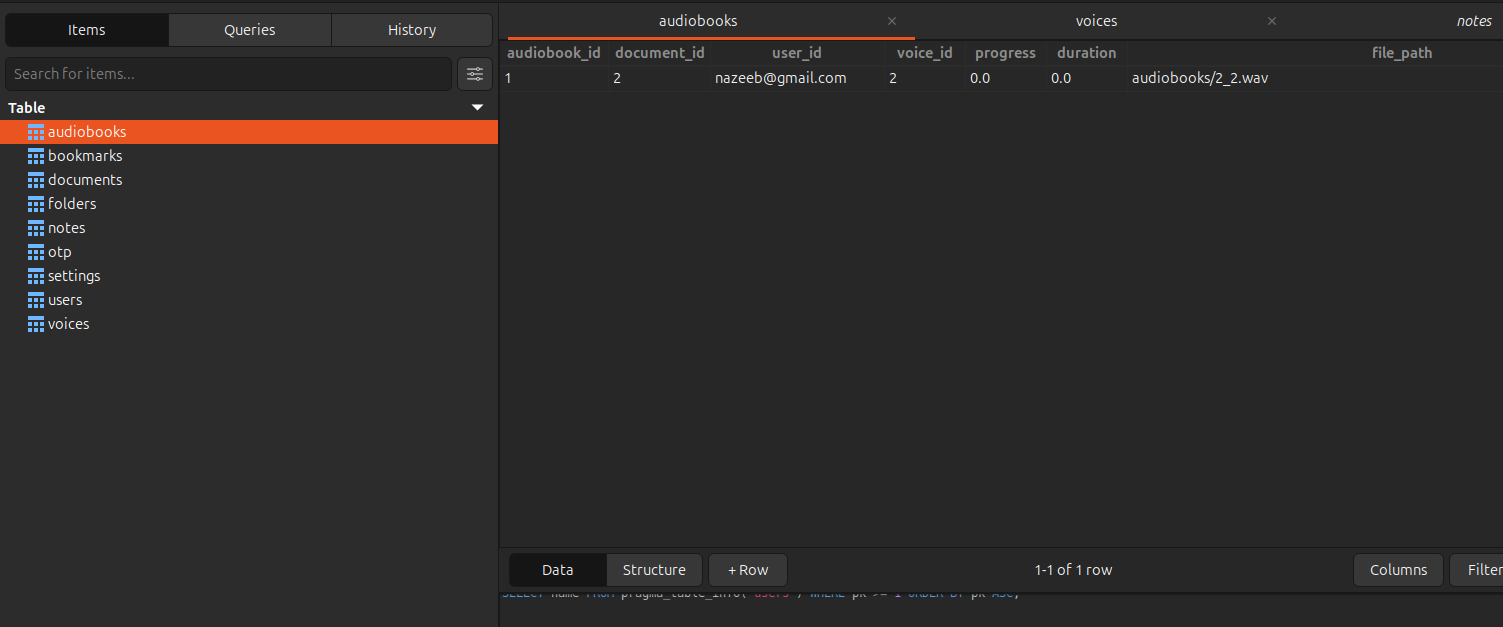 Items Queries History
Search for items...
Table
audiobooks
bookmarks
documents
folders
notes
otp
settings
users
voices
audiobooks × voices × notes
audiobook_id document_id user_id voice_id progress duration file_path
1 2 nazeeb@gmail.com 2 0.0 0.0 audiobooks/2_2.wav
Data Structure + Row 1-1 of 1 row Columns Filter
SELECT name FROM pragma_table_info('users') WHERE pk >= 1 ORDER BY pk ASC;